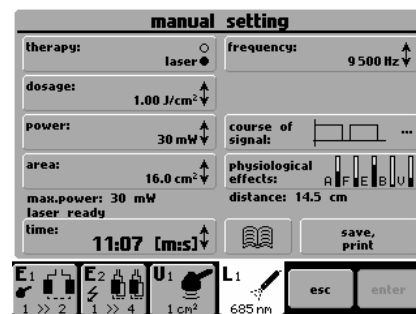 manual setting
therapy:
laser
frequency:
9 500 Hz
dosage:
1.00 J/cm²
power:
30 mW
course of
signal:
...
area:
16.0 cm²
physiological
effects:
A F E B U
max.power: 30 mW
laser ready
distance: 14.5 cm
time:
11:07 [m:s]
save,
print
E1
1 >> 2
E2
1 >> 4
U1
1 cm²
L1
685 nm
esc
enter